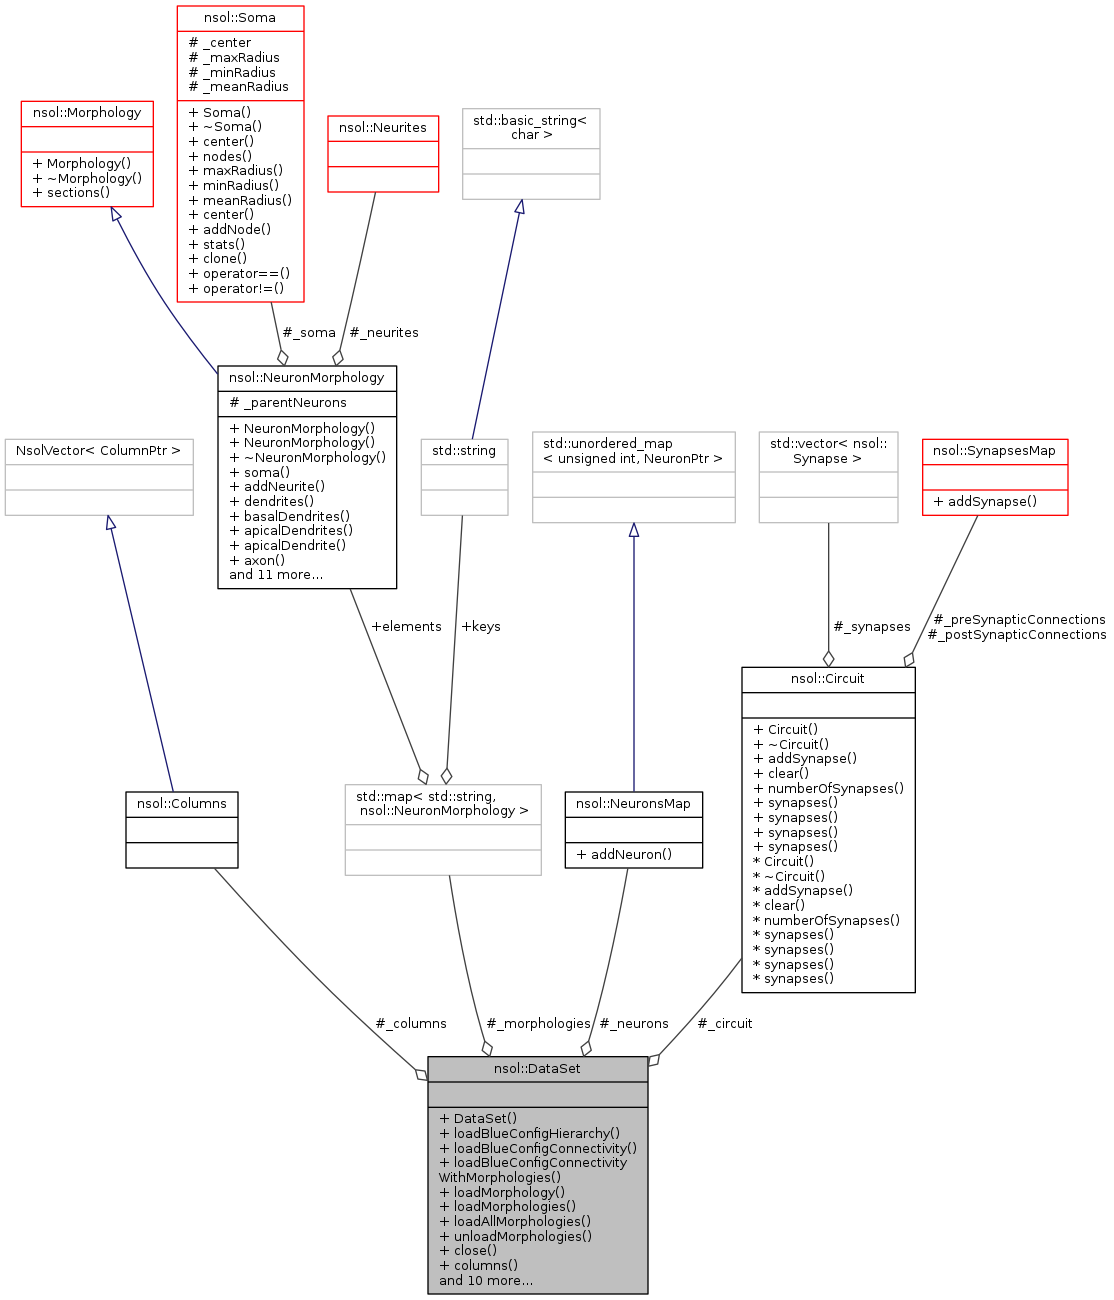 nsol::Soma
# _center
# _maxRadius
# _minRadius
# _meanRadius
+ Soma()
+ ~Soma()
+ center()
+ nodes()
+ maxRadius()
+ minRadius()
+ meanRadius()
+ center()
+ addNode()
+ stats()
+ clone()
+ operator==()
+ operator!=()
nsol::Morphology
+ Morphology()
+ ~Morphology()
+ sections()
nsol::Neurites
std::basic_string<
char >
#_soma
#_neurites
nsol::NeuronMorphology
# _parentNeurons
+ NeuronMorphology()
+ NeuronMorphology()
+ ~NeuronMorphology()
+ soma()
+ addNeurite()
+ dendrites()
+ basalDendrites()
+ apicalDendrites()
+ apicalDendrite()
+ axon()
and 11 more...
NsolVector< ColumnPtr >
std::string
std::unordered_map
< unsigned int, NeuronPtr >
std::vector< nsol::
Synapse >
nsol::SynapsesMap
+ addSynapse()
+elements
+keys
#_synapses
#_preSynapticConnections
#_postSynapticConnections
nsol::Circuit
+ Circuit()
+ ~Circuit()
+ addSynapse()
+ clear()
+ numberOfSynapses()
+ synapses()
+ synapses()
+ synapses()
+ synapses()
* Circuit()
* ~Circuit()
* addSynapse()
* clear()
* numberOfSynapses()
* synapses()
* synapses()
* synapses()
* synapses()
nsol::Columns
std::map< std::string,
nsol::NeuronMorphology >
nsol::NeuronsMap
+ addNeuron()
#_columns
#_morphologies
#_neurons
#_circuit
nsol::DataSet
+ DataSet()
+ loadBlueConfigHierarchy()
+ loadBlueConfigConnectivity()
+ loadBlueConfigConnectivity
WithMorphologies()
+ loadMorphology()
+ loadMorphologies()
+ loadAllMorphologies()
+ unloadMorphologies()
+ close()
+ columns()
and 10 more...